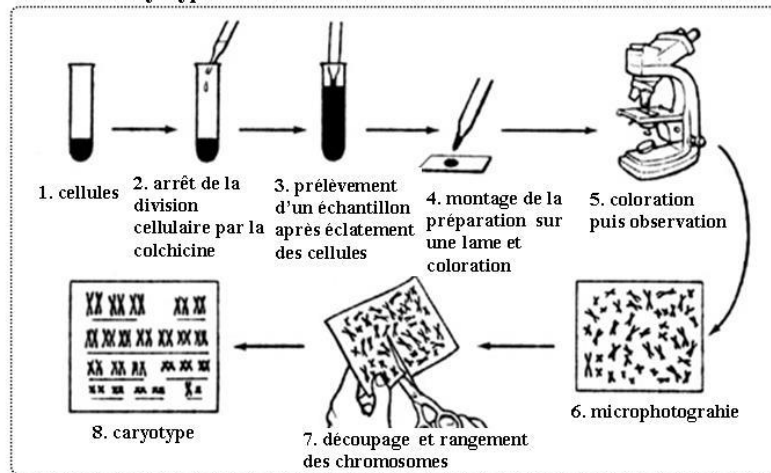 1. cellules
2. arrêt de la
division
cellulaire par la
colchicine
3. prélèvement
d'un échantillon
après éclatement
des cellules
4. montage de la
préparation sur
une lame et
coloration
5. coloration
puis observation
6. microphotograhie
7. découpage et rangement
des chromosomes
8. caryotype